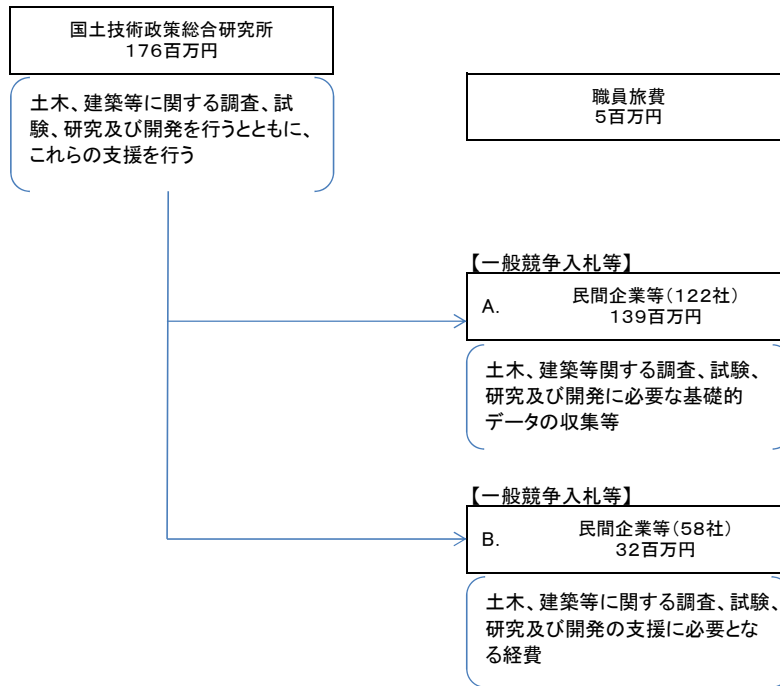 国土技術政策総合研究所
176百万円
土木、建築等に関する調査、試
験、研究及び開発を行うとともに、
これらの支援を行う
職員旅費
5百万円
【一般競争入札等】
A. 民間企業等(122社)
139百万円
土木、建築等関する調査、試験、
研究及び開発に必要な基礎的
データの収集等
【一般競争入札等】
B. 民間企業等(58社)
32百万円
土木、建築等に関する調査、試験、
研究及び開発の支援に必要とな
る経費